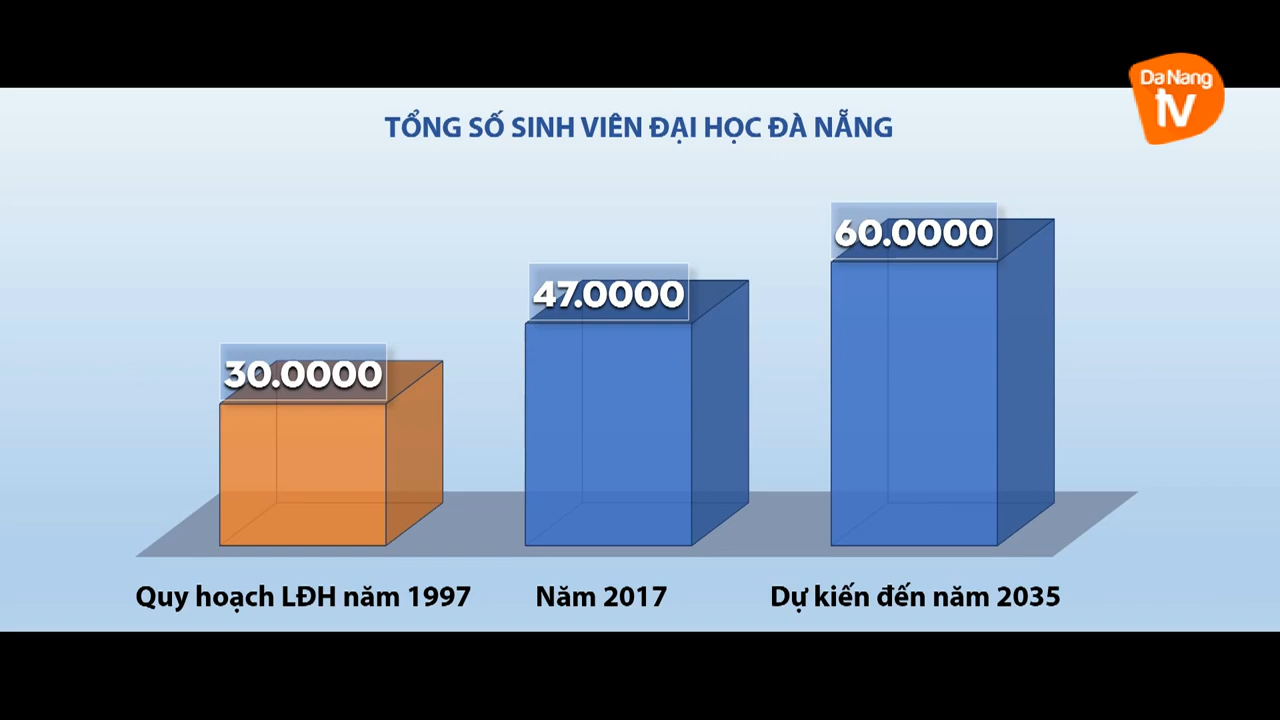 Da Nang
tv
TỔNG SỐ SINH VIÊN ĐẠI HỌC ĐÀ NẴNG
30.0000
47.0000
60.0000
Quy hoạch LĐH năm 1997
Năm 2017
Dự kiến đến năm 2035